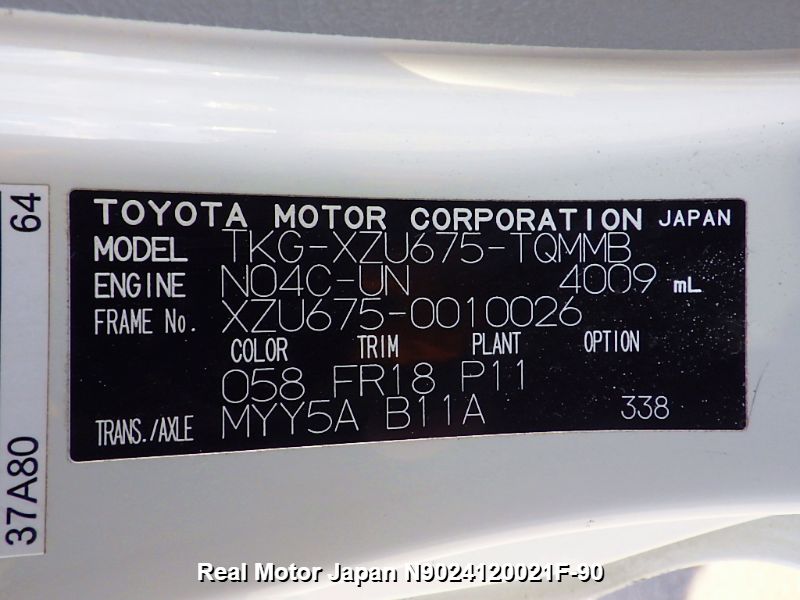 TOYOTA MOTOR CORPORATION JAPAN
MODEL TKG-XZU675-TQMMB
ENGINE N04C-UN 4009 mL
FRAME No. XZU675-0010026
COLOR TRIM PLANT OPTION
058 FR18 P11
TRANS./AXLE MYY5A B11A 338
37A80 64
Real Motor Japan N9024120021F-90